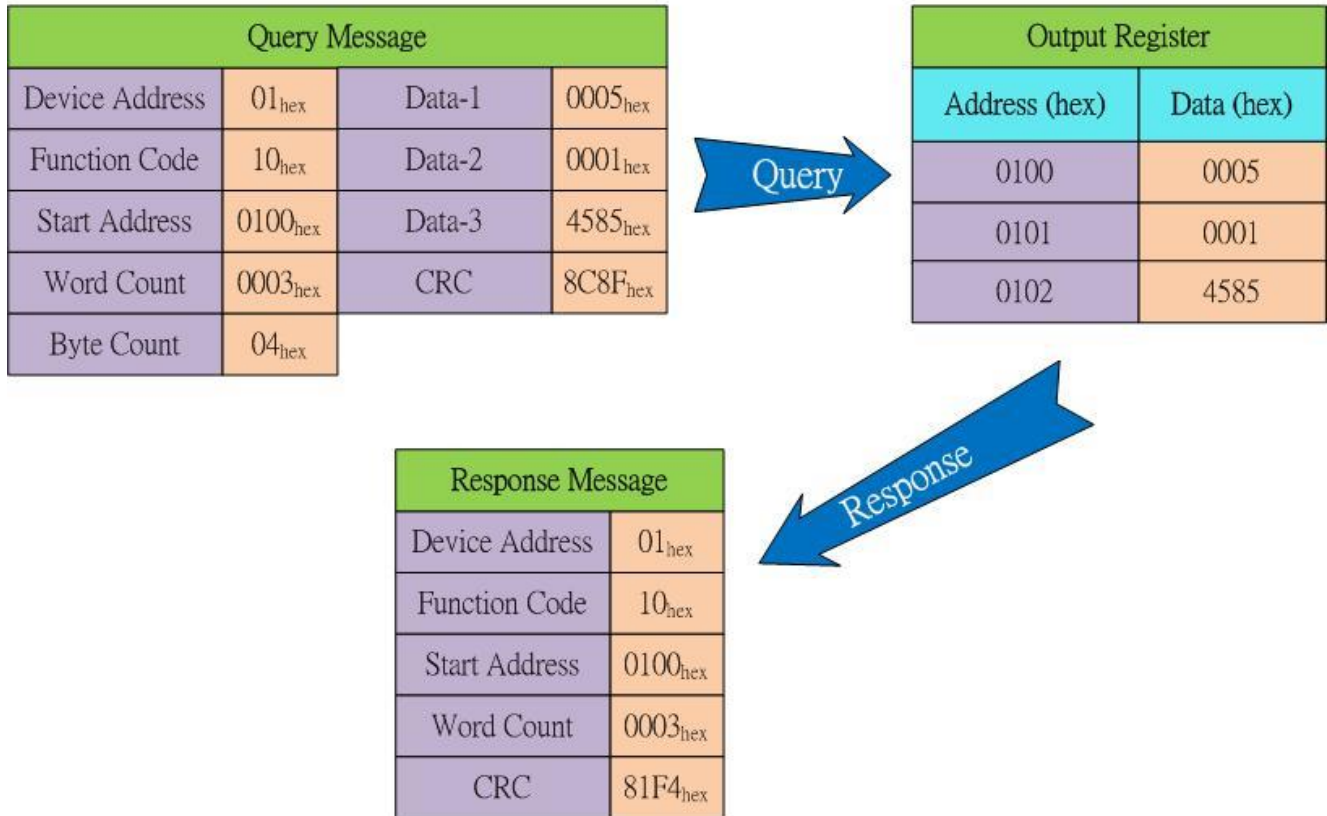 Query Message
Device Address 01hex Data-1 0005hex
Function Code 10hex Data-2 0001hex
Start Address 0100hex Data-3 4585hex
Word Count 0003hex CRC 8C8Fhex
Byte Count 04hex
Query
Output Register
Address (hex) Data (hex)
0100 0005
0101 0001
0102 4585
Response
Response Message
Device Address 01hex
Function Code 10hex
Start Address 0100hex
Word Count 0003hex
CRC 81F4hex